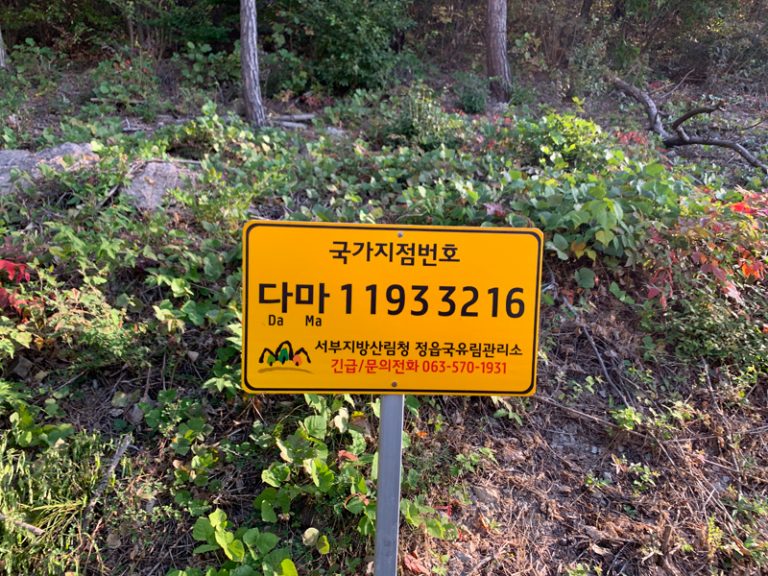 국가지점번호
다마 1193 3216
Da Ma
서부지방산림청 정읍국유림관리소
긴급/문의전화 063-570-1931